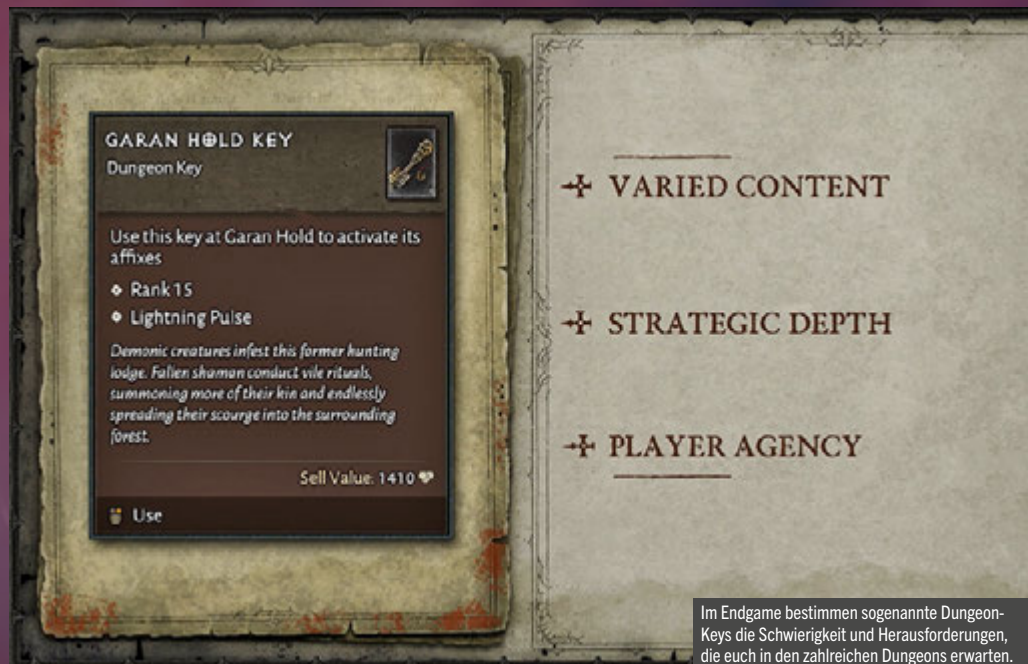 GARAN HOLD KEY
Dungeon Key
Use this key at Garan Hold to activate its
affixes
Rank 15
Lightning Pulse
Demonic creatures infest this former hunting
lodge. Fallen shaman conduct vile rituals,
summoning more of their kin and endlessly
spreading their scourge into the surrounding
forest.
Sell Value: 1410
Use
VARIED CONTENT
STRATEGIC DEPTH
PLAYER AGENCY
Im Endgame bestimmen sogenannte Dungeon-
Keys die Schwierigkeit und Herausforderungen,
die euch in den zahlreichen Dungeons erwarten.